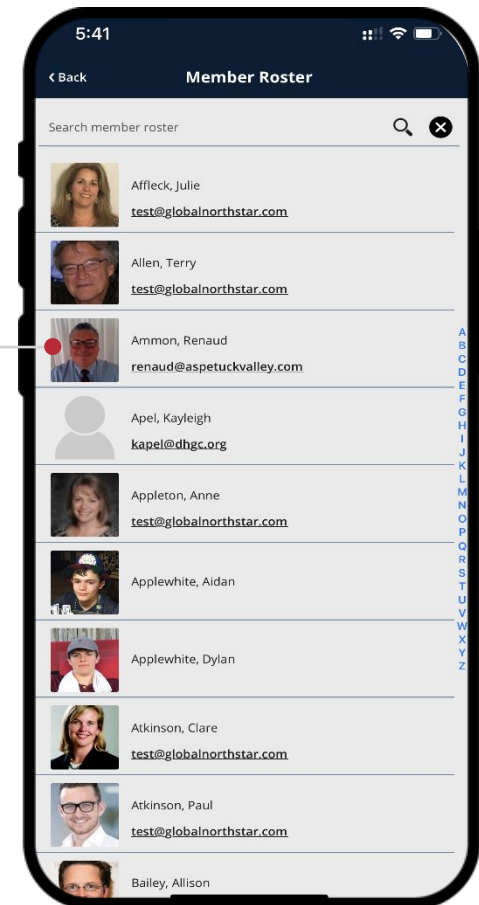 5:41
< Back
Member Roster
Search member roster
Affleck, Julie
test@globalnorthstar.com
Allen, Terry
test@globalnorthstar.com
Ammon, Renaud
renaud@aspetuckvalley.com
Apel, Kayleigh
kapel@dhgc.org
Appleton, Anne
test@globalnorthstar.com
Applewhite, Aidan
Applewhite, Dylan
Atkinson, Clare
test@globalnorthstar.com
Atkinson, Paul
test@globalnorthstar.com
Bailey, Allison
A
B
C
D
E
F
G
H
I
J
K
L
M
N
O
P
Q
R
S
T
U
V
W
X
Y
Z